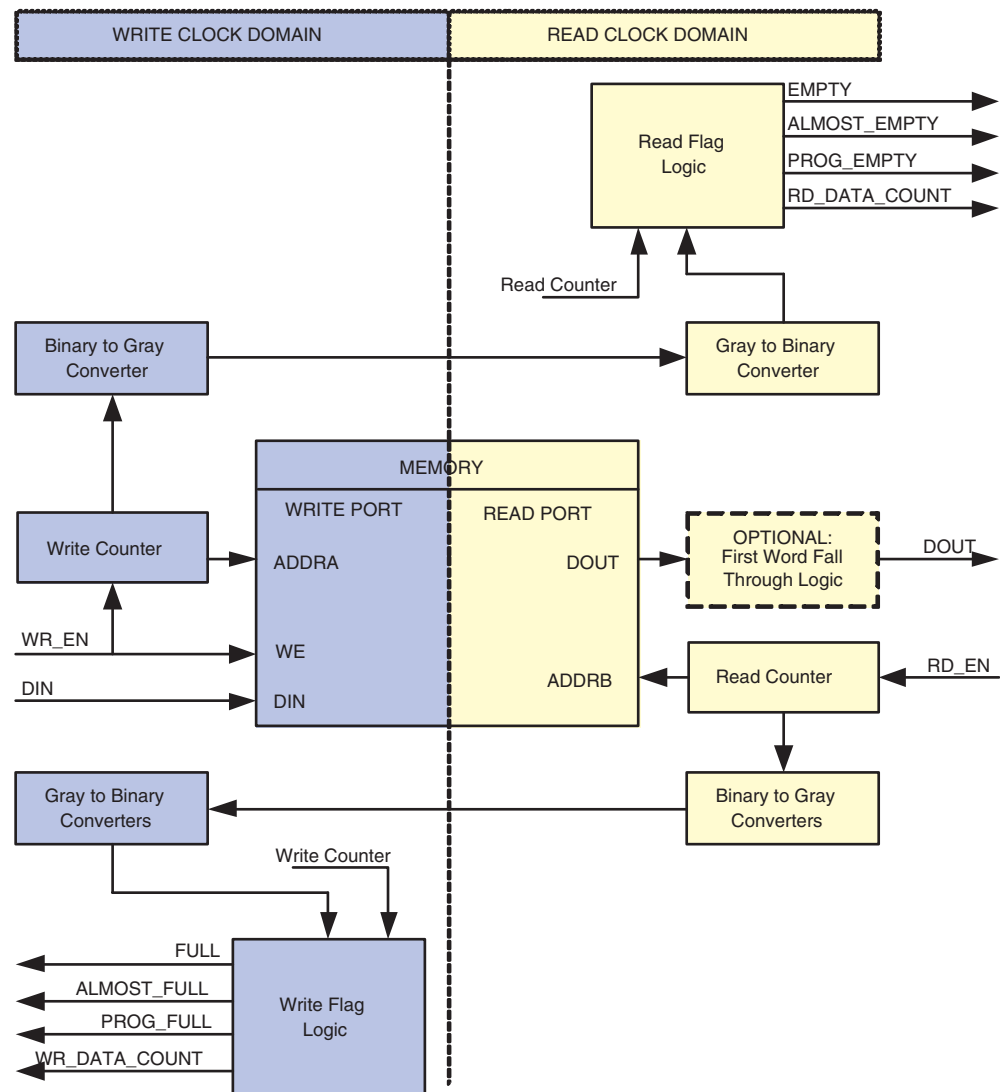 WRITE CLOCK DOMAIN
READ CLOCK DOMAIN
Read Flag
Logic
EMPTY
ALMOST_EMPTY
PROG_EMPTY
RD_DATA_COUNT
Read Counter
Binary to Gray
Converter
Gray to Binary
Converter
MEMORY
WRITE PORT
READ PORT
Write Counter
ADDRA
DOUT
OPTIONAL:
First Word Fall
Through Logic
DOUT
WR_EN
WE
DIN
DIN
ADDRB
Read Counter
RD_EN
Gray to Binary
Converters
Binary to Gray
Converters
Write Counter
FULL
ALMOST_FULL
PROG_FULL
WR_DATA_COUNT
Write Flag
Logic